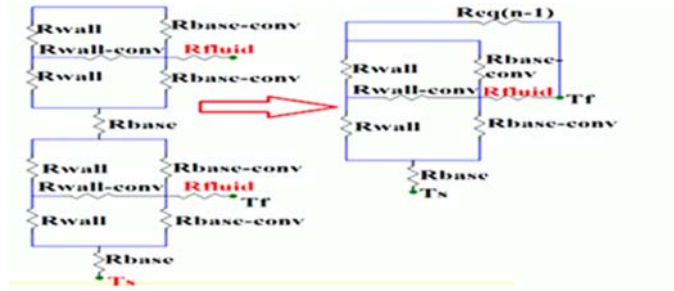 Rwall Rbase-conv
Rwall-conv Rfluid
Rwall Rbase-conv
Rbase
Rwall Rbase-conv
Rwall-conv Rfluid
Tf
Rwall Rbase-conv
Rbase
Ts
Req(n-1)
Rwall Rbase-
conv
Rwall-conv Rfluid Tf
Rwall Rbase-conv
Rbase
Ts